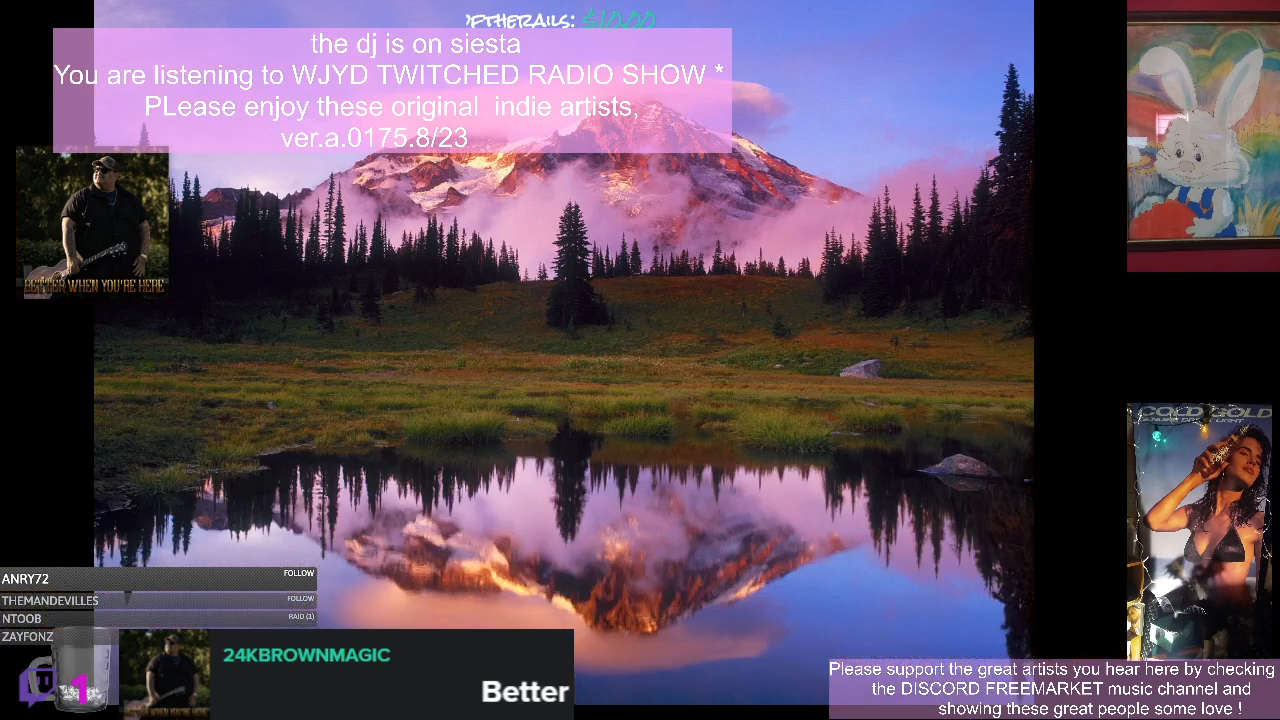 OFTHERAILS: $10.00
the dj is on siesta
You are listening to WJYD TWITCHED RADIO SHOW *
PLease enjoy these original indie artists,
ver.a.0175.8/23
BETTER WHEN YOU'RE HERE
COLD GOLD
ANRY72 FOLLOW
THEMANDEVILLES FOLLOW
NTOOB RAID (1)
ZAYFONZ
1
24KBROWNMAGIC
Better
Please support the great artists you hear here by checking
the DISCORD FREEMARKET music channel and
showing these great people some love !